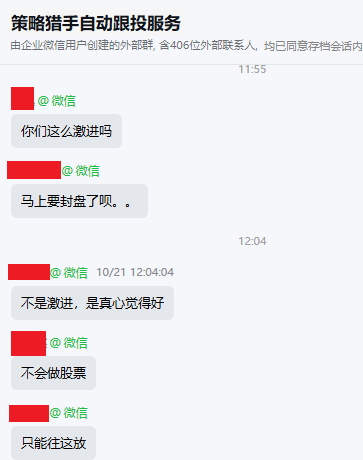 策略猎手自动跟投服务
由企业微信用户创建的外部群, 含406位外部联系人, 均已同意存档会话内
11:55
@微信
你们这么激进吗
@微信
马上要封盘了呗。。
12:04
@微信 10/21 12:04:04
不是激进，是真心觉得好
@微信
不会做股票
@微信
只能往这放